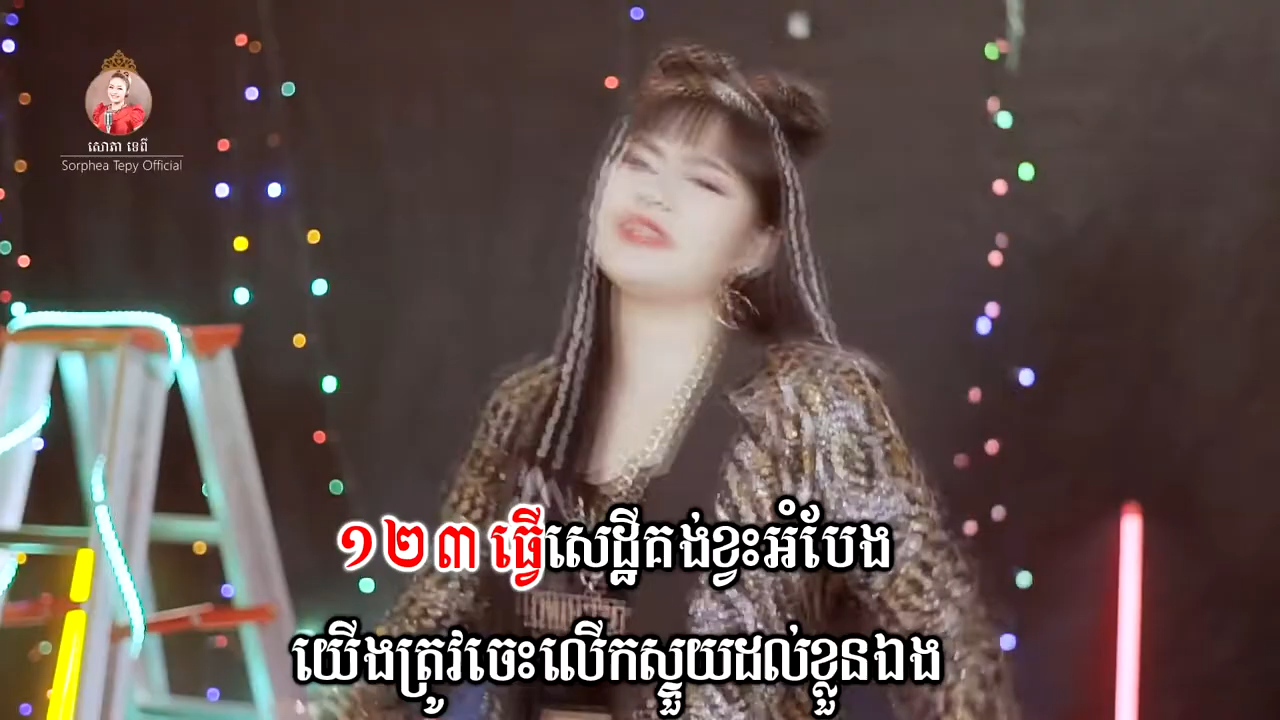 សោភា ទេពី
Sorphea Tepy Official
១២៣ ធ្វើសេដ្ឋីគង់ខ្វះអំបែង
យើងត្រូវចេះលើកស្ទួយដល់ខ្លួនឯង